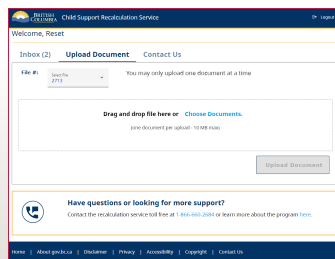 BRITISH COLUMBIA Child Support Recalculation Service Logout
Welcome, Reset
Inbox (2) Upload Document Contact Us
File #: Select File 2713 You may only upload one document at a time
Drag and drop file here or Choose Documents.
(one document per upload - 10 MB max)
Upload Document
Have questions or looking for more support?
Contact the recalculation service toll free at 1-866-660-2684 or learn more about the program here.
Home | About gov.bc.ca | Disclaimer | Privacy | Accessibility | Copyright | Contact Us